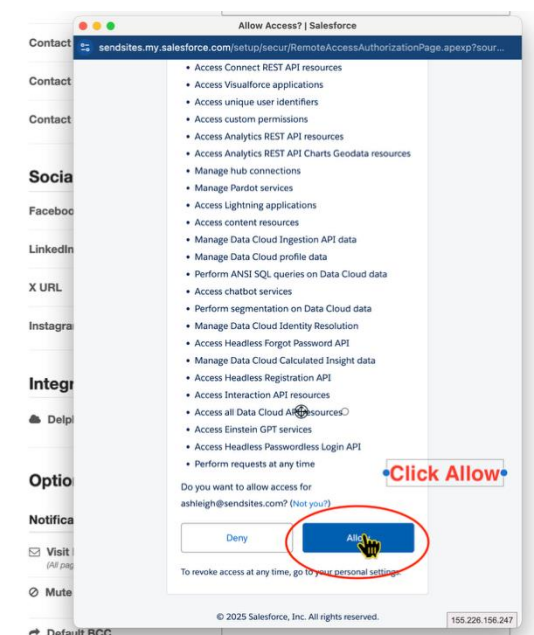 Allow Access? | Salesforce
sendsites.my.salesforce.com/setup/secur/RemoteAccessAuthorizationPage.apexp?sour...
Contact
Contact
Contact
Socia
Faceboo
LinkedIn
X URL
Instagra
Integr
Delp
Optio
Notifica
Visit
(All pag
Mute
Default BCC
• Access Connect REST API resources
• Access Visualforce applications
• Access unique user identifiers
• Access custom permissions
• Access Analytics REST API resources
• Access Analytics REST API Charts Geodata resources
• Manage hub connections
• Manage Pardot services
• Access Lightning applications
• Access content resources
• Manage Data Cloud Ingestion API data
• Manage Data Cloud profile data
• Perform ANSI SQL queries on Data Cloud data
• Access chatbot services
• Perform segmentation on Data Cloud data
• Manage Data Cloud Identity Resolution
• Access Headless Forgot Password API
• Manage Data Cloud Calculated Insight data
• Access Headless Registration API
• Access Interaction API resources
• Access all Data Cloud API resources
• Access Einstein GPT services
• Access Headless Passwordless Login API
• Perform requests at any time
Click Allow
Do you want to allow access for
ashleigh@sendsites.com? (Not you?)
Deny
Allow
To revoke access at any time, go to your personal settings.
© 2025 Salesforce, Inc. All rights reserved.
155.226.156.247